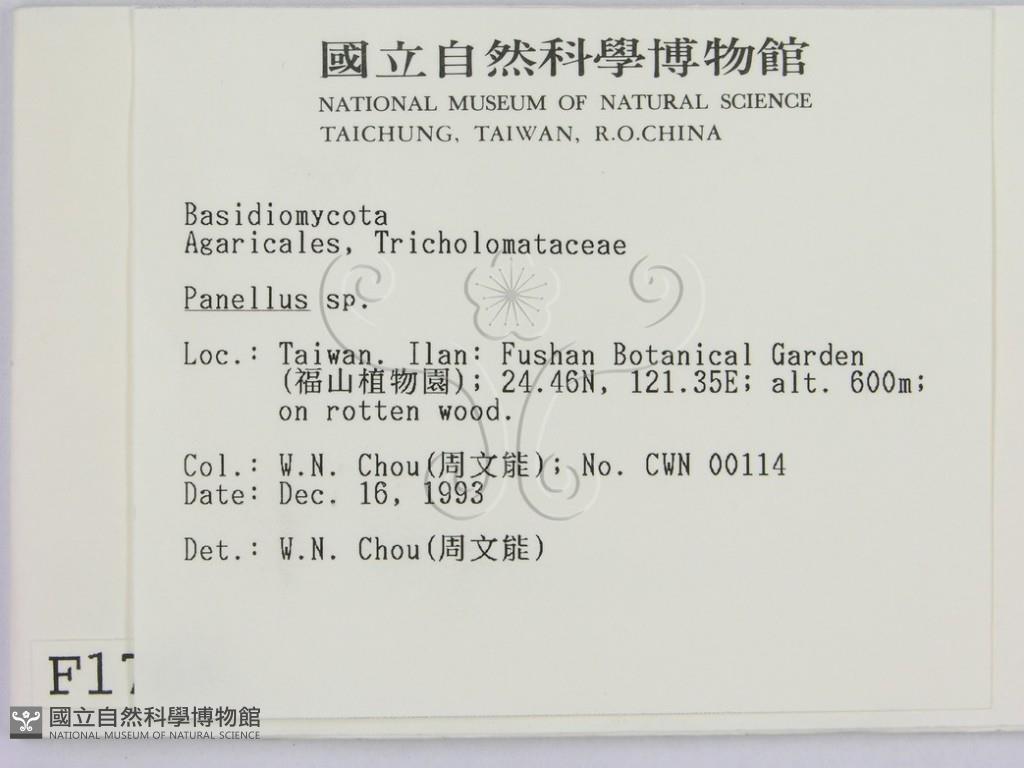 國立自然科學博物館
NATIONAL MUSEUM OF NATURAL SCIENCE
TAICHUNG, TAIWAN, R.O.CHINA
Basidiomycota
Agaricales, Tricholomataceae
Panellus sp.
Loc.: Taiwan. Ilan: Fushan Botanical Garden
(福山植物園); 24.46N, 121.35E; alt. 600m;
on rotten wood.
Col.: W.N. Chou(周文能); No. CWN 00114
Date: Dec. 16, 1993
Det.: W.N. Chou(周文能)
F17
國立自然科學博物館
NATIONAL MUSEUM OF NATURAL SCIENCE